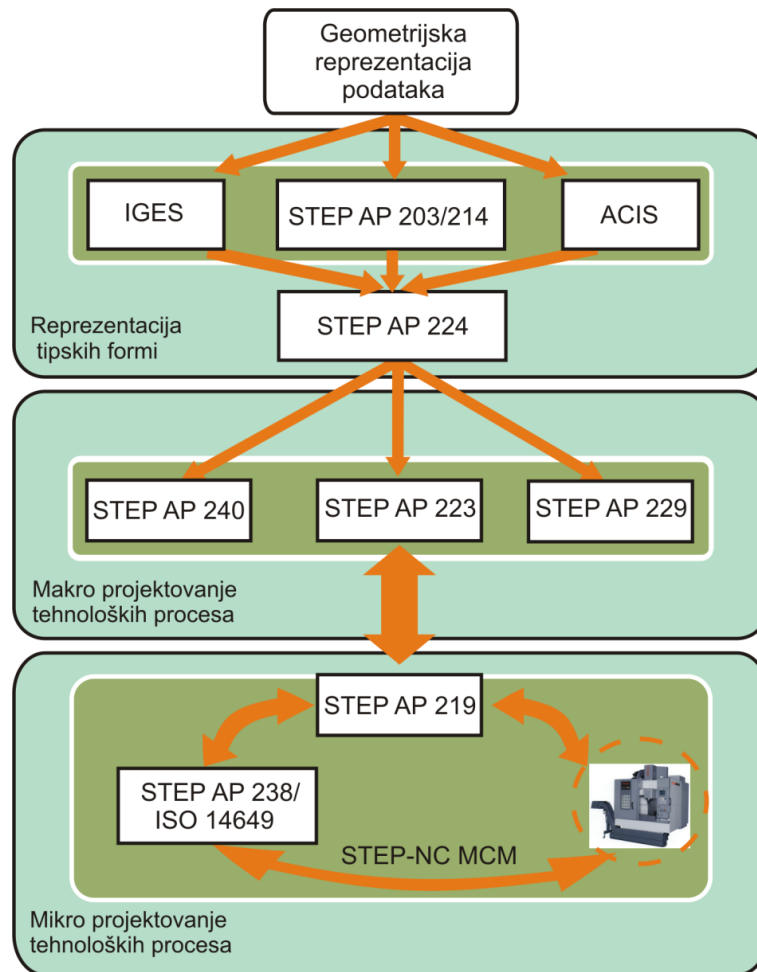 Geometrijska
reprezentacija
podataka
IGES
STEP AP 203/214
ACIS
STEP AP 224
Reprezentacija
tipskih formi
STEP AP 240
STEP AP 223
STEP AP 229
Makro projektovanje
tehnoloških procesa
STEP AP 219
STEP AP 238/
ISO 14649
STEP-NC MCM
Mikro projektovanje
tehnoloških procesa